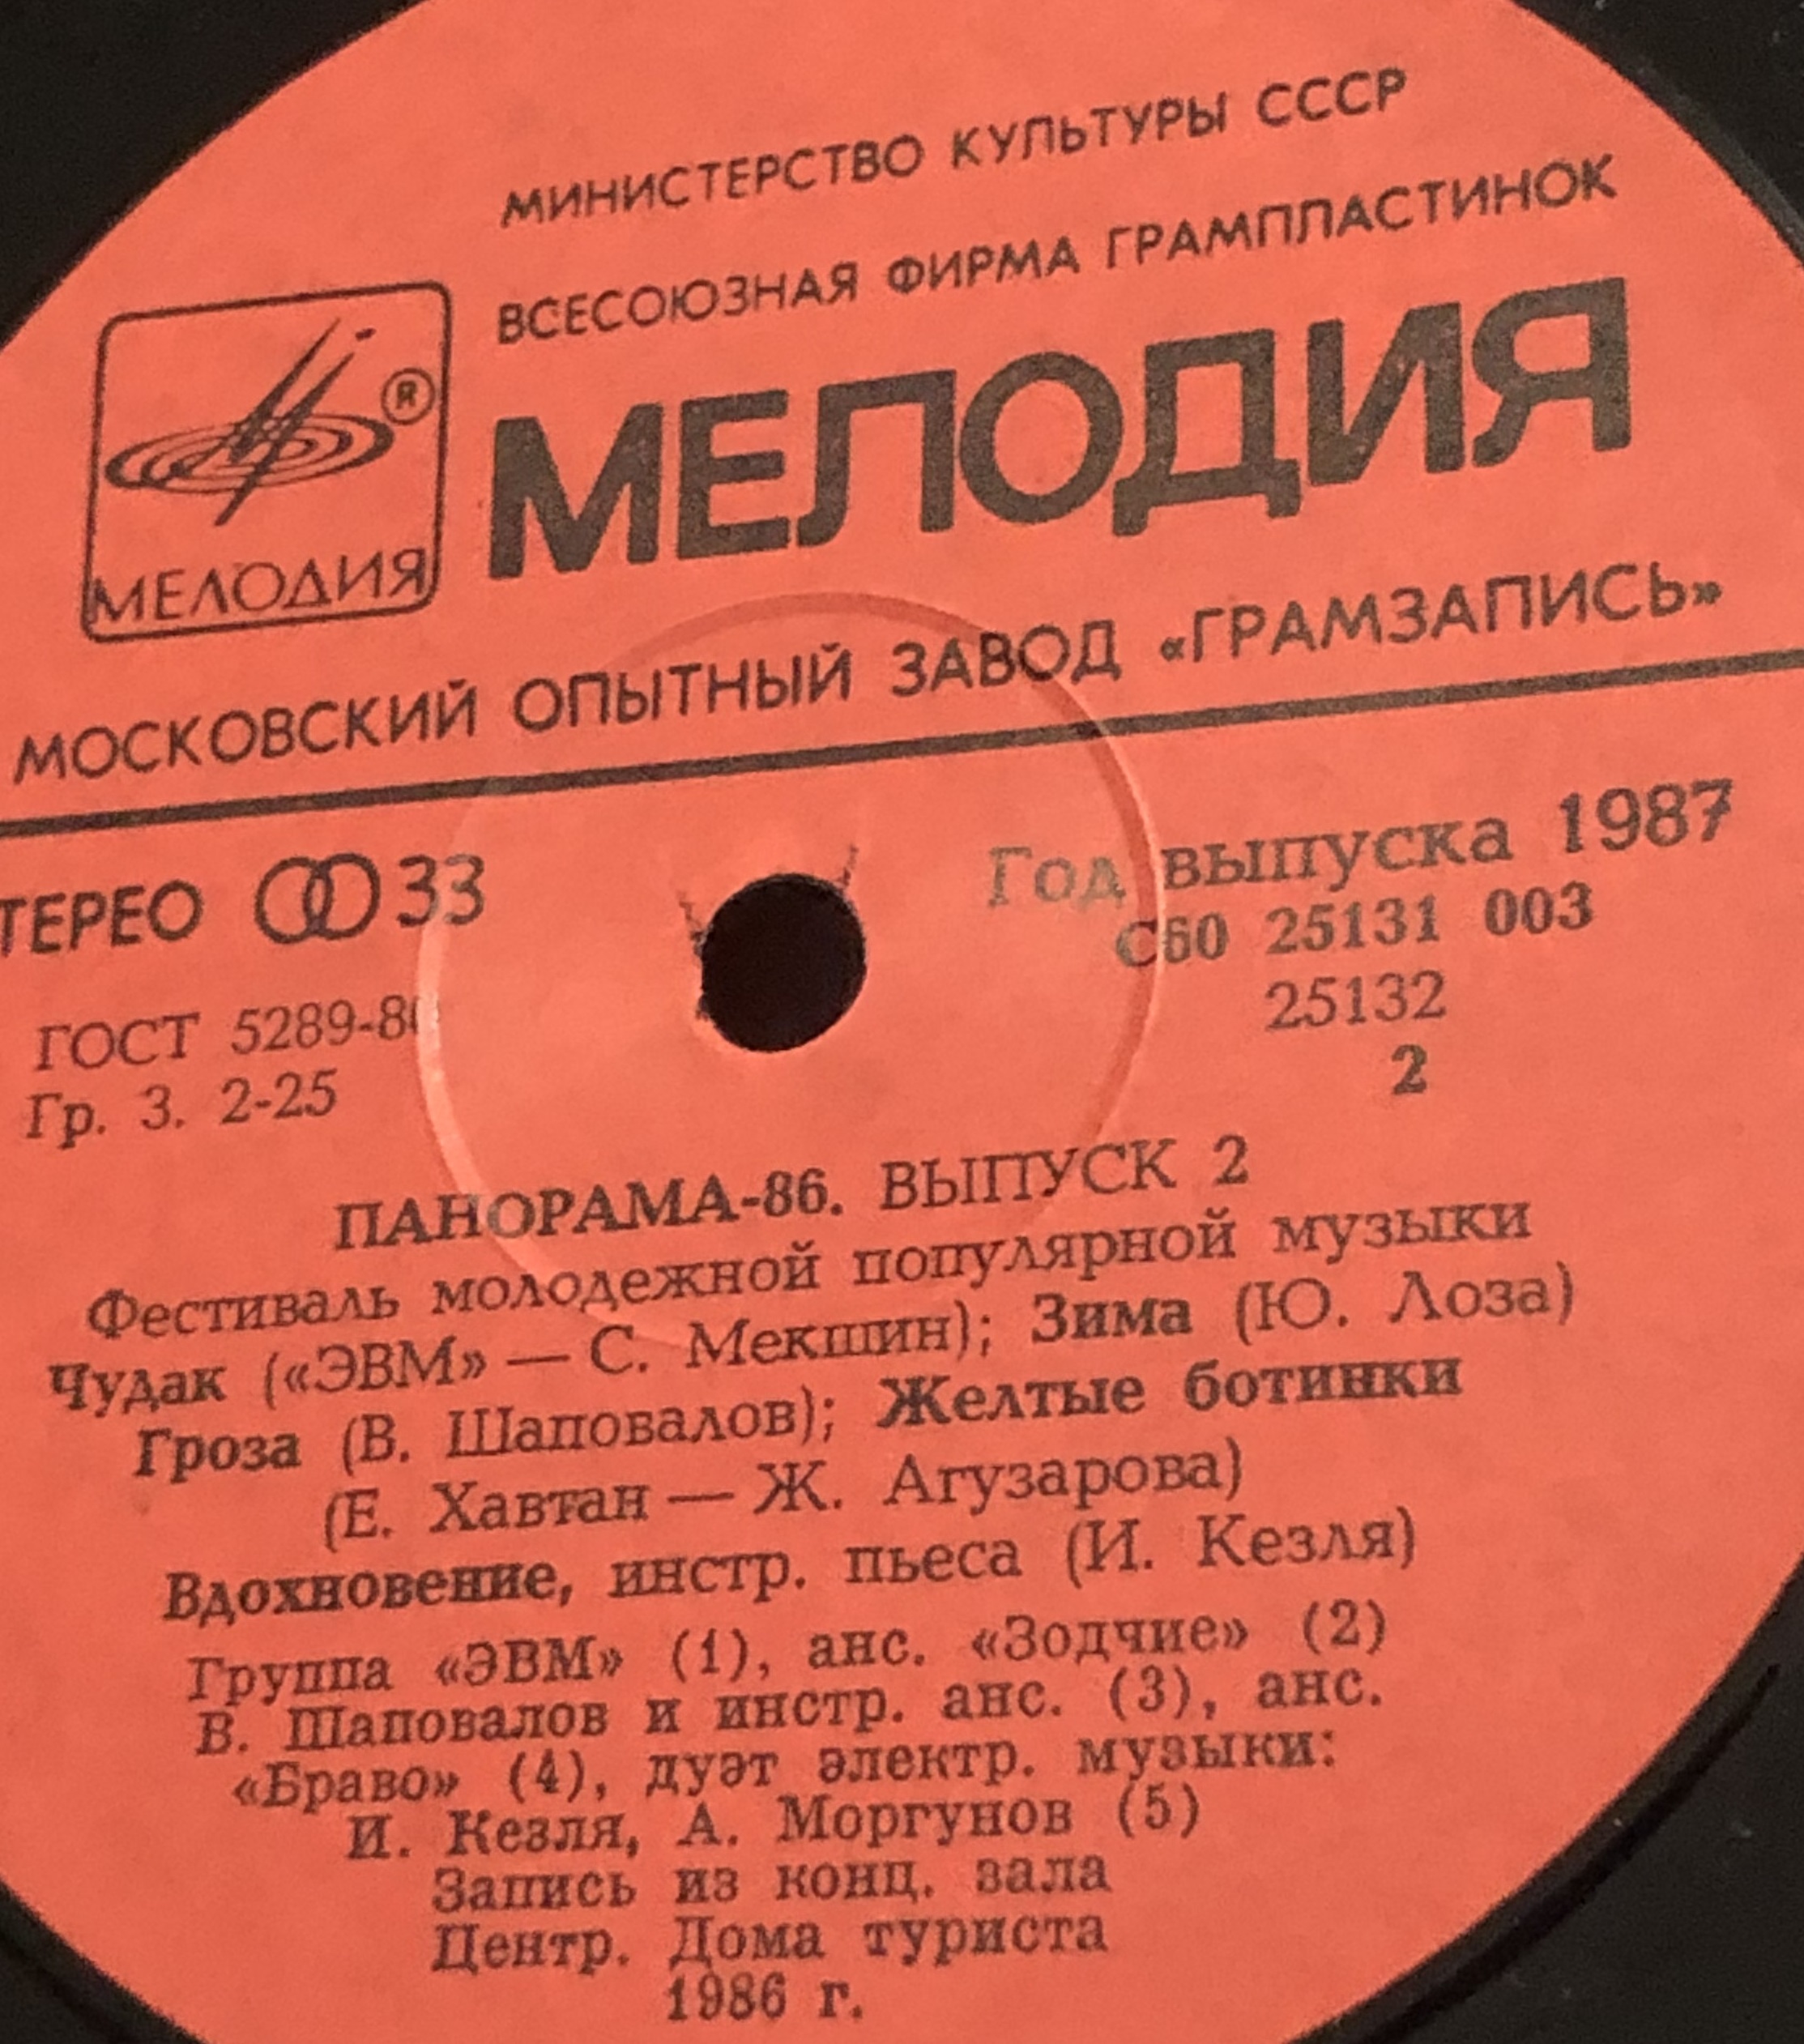 МИНИСТЕРСТВО КУЛЬТУРЫ СССР
ВСЕСОЮЗНАЯ ФИРМА ГРАМПЛАСТИНОК
МЕЛОДИЯ
®
МЕЛОДИЯ
МОСКОВСКИЙ ОПЫТНЫЙ ЗАВОД «ГРАМЗАПИСЬ»
ТЕРЕО 33
Год выпуска 1987
С60 25131 003
25132
2
ГОСТ 5289-80
Гр. 3. 2-25
ПАНОРАМА-86. ВЫПУСК 2
Фестиваль молодежной популярной музыки
Чудак («ЭВМ» — С. Мекшин); Зима (Ю. Лоза)
Гроза (В. Шаповалов); Желтые ботинки
(Е. Хавтан — Ж. Агузарова)
Вдохновение, инстр. пьеса (И. Кезля)
Группа «ЭВМ» (1), анс. «Зодчие» (2)
В. Шаповалов и инстр. анс. (3), анс.
«Браво» (4), дуэт электр. музыки:
И. Кезля, А. Моргунов (5)
Запись из конц. зала
Центр. Дома туриста
1986 г.